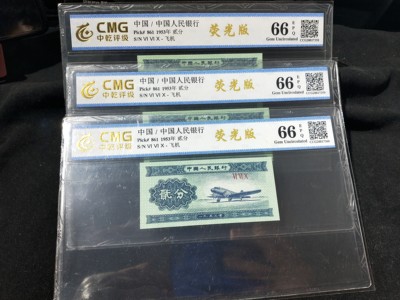 CMG
中乾评级
中国 / 中国人民银行
Pick# 861 1953年 贰分
S/N VI VI X - 飞机
荧光版
66 EPQ
Gem Uncirculated
CMG
中乾评级
中国 / 中国人民银行
Pick# 861 1953年 贰分
S/N VI VI X - 飞机
荧光版
66 EPQ
Gem Uncirculated
CMG
中乾评级
中国 / 中国人民银行
Pick# 861 1953年 贰分
S/N VI VI X - 飞机
荧光版
66 EPQ
Gem Uncirculated
中國人民銀行
VI VI X
贰分